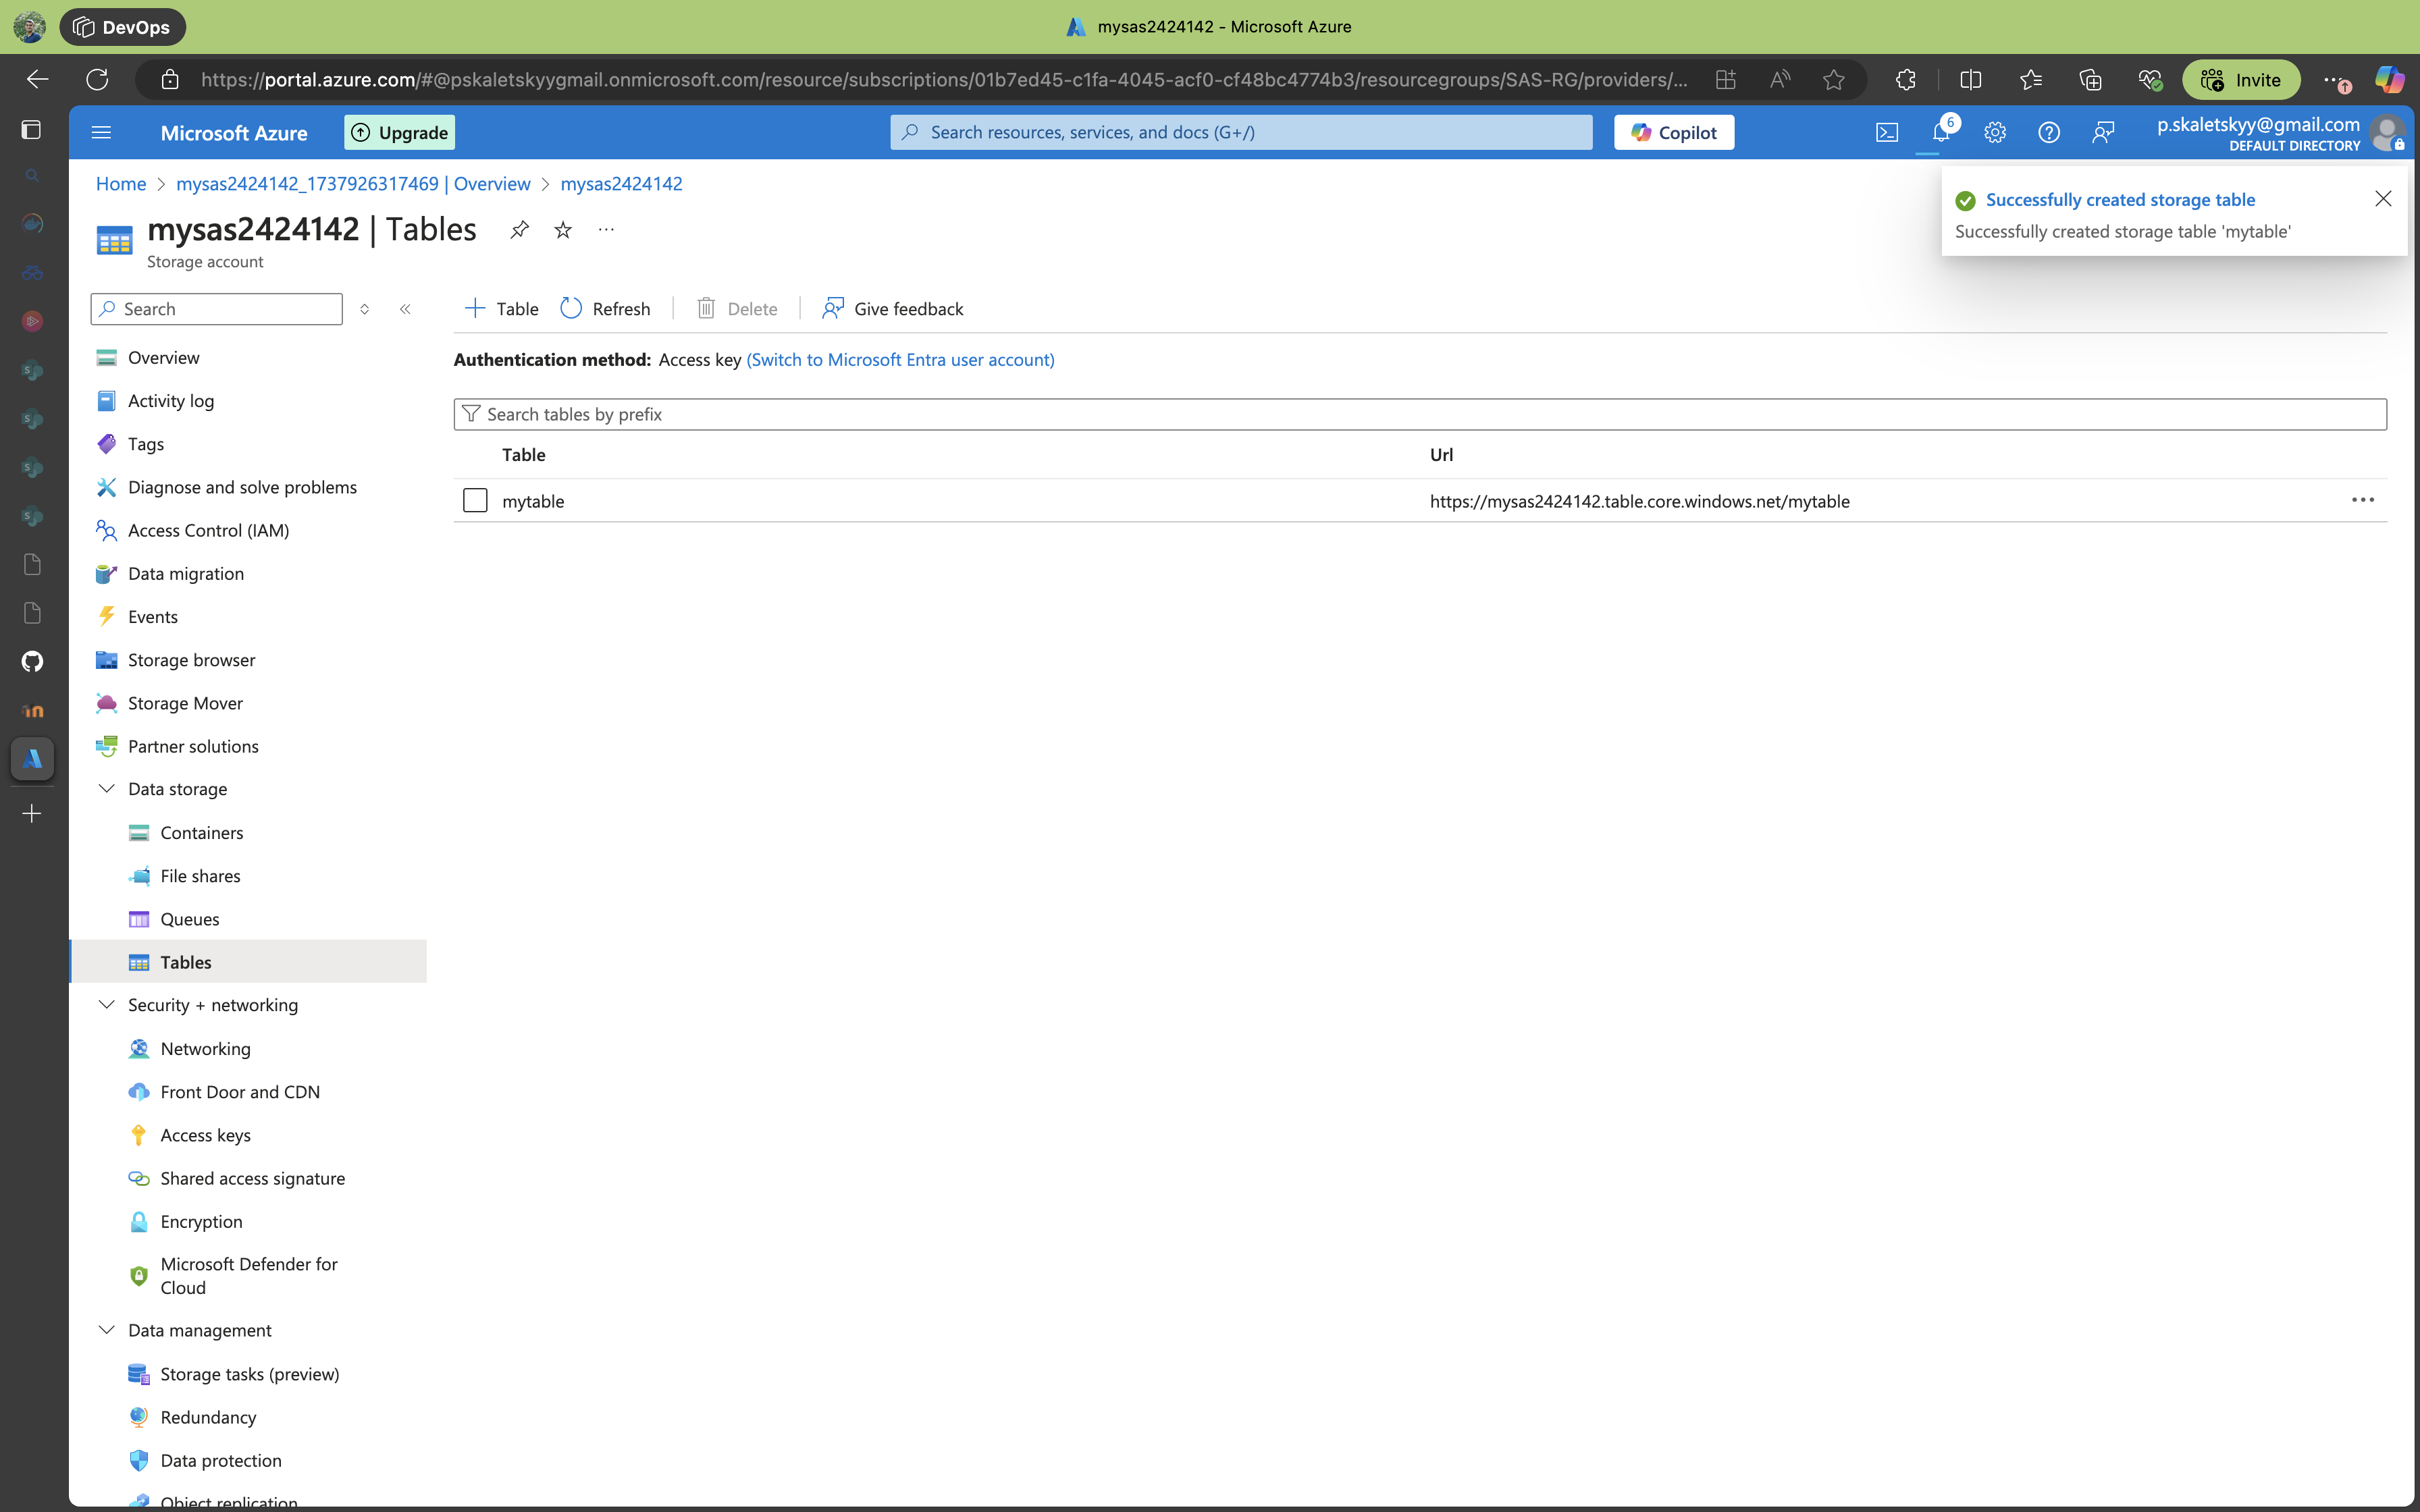 DevOps
mysas2424142 - Microsoft Azure
https://portal.azure.com/#@pskaletskyygmail.onmicrosoft.com/resource/subscriptions/01b7ed45-c1fa-4045-acf0-cf48bc4774b3/resourcegroups/SAS-RG/providers/...
Invite
Microsoft Azure
Upgrade
Search resources, services, and docs (G+/)
Copilot
6
p.skaletskyy@gmail.com
DEFAULT DIRECTORY
Home > mysas2424142_1737926317469 | Overview > mysas2424142
Successfully created storage table
Successfully created storage table 'mytable'
mysas2424142 | Tables
Storage account
Search
Table
Refresh
Delete
Give feedback
Authentication method: Access key (Switch to Microsoft Entra user account)
Search tables by prefix
Table
Url
mytable
https://mysas2424142.table.core.windows.net/mytable
Overview
Activity log
Tags
Diagnose and solve problems
Access Control (IAM)
Data migration
Events
Storage browser
Storage Mover
Partner solutions
Data storage
Containers
File shares
Queues
Tables
Security + networking
Networking
Front Door and CDN
Access keys
Shared access signature
Encryption
Microsoft Defender for
Cloud
Data management
Storage tasks (preview)
Redundancy
Data protection
Object replication